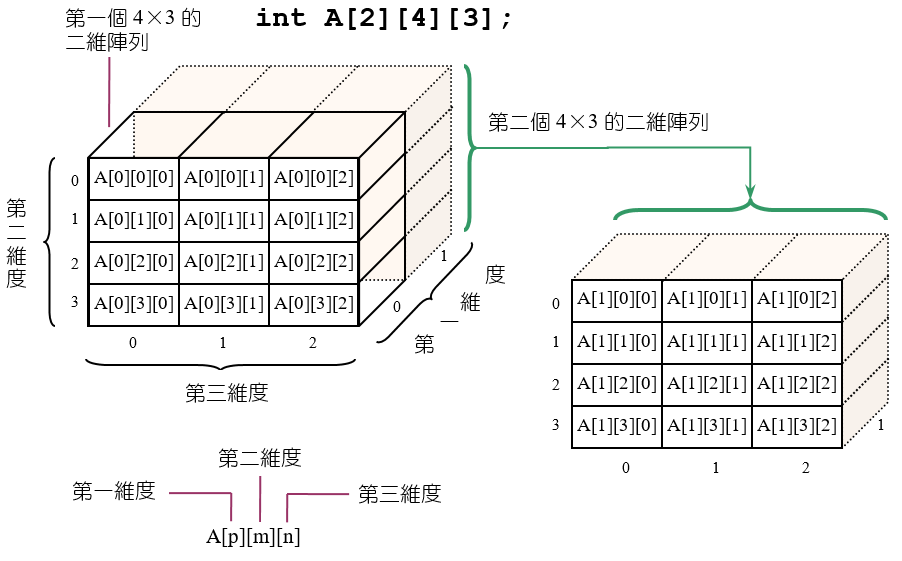 第一個 4×3 的
二維陣列
int A[2][4][3];
第二個 4×3 的二維陣列
第二維度
0
1
2
3
A[0][0][0] A[0][0][1] A[0][0][2]
A[0][1][0] A[0][1][1] A[0][1][2]
A[0][2][0] A[0][2][1] A[0][2][2]
A[0][3][0] A[0][3][1] A[0][3][2]
0 1 2
第三維度
0
1
第一維度
0
1
2
3
A[1][0][0] A[1][0][1] A[1][0][2]
A[1][1][0] A[1][1][1] A[1][1][2]
A[1][2][0] A[1][2][1] A[1][2][2]
A[1][3][0] A[1][3][1] A[1][3][2]
1
0 1 2
第二維度
第一維度
第三維度
A[p][m][n]